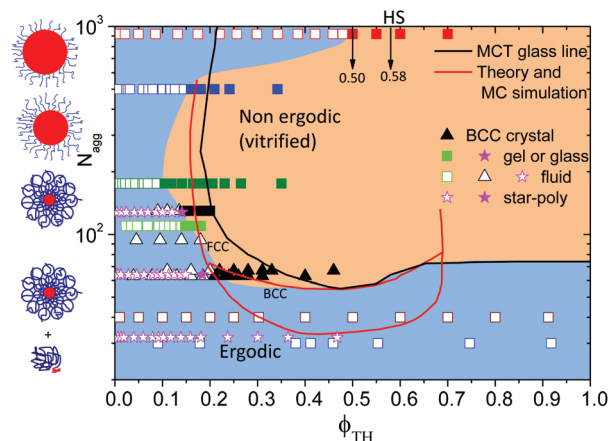 HS
10³
0.50
0.58
MCT glass line
Theory and
MC simulation
Non ergodic
(vitrified)
BCC crystal
gel or glass
fluid
star-poly
N_agg
10²
FCC
BCC
+
Ergodic
0.0 0.1 0.2 0.3 0.4 0.5 0.6 0.7 0.8 0.9 1.0
ϕ_TH